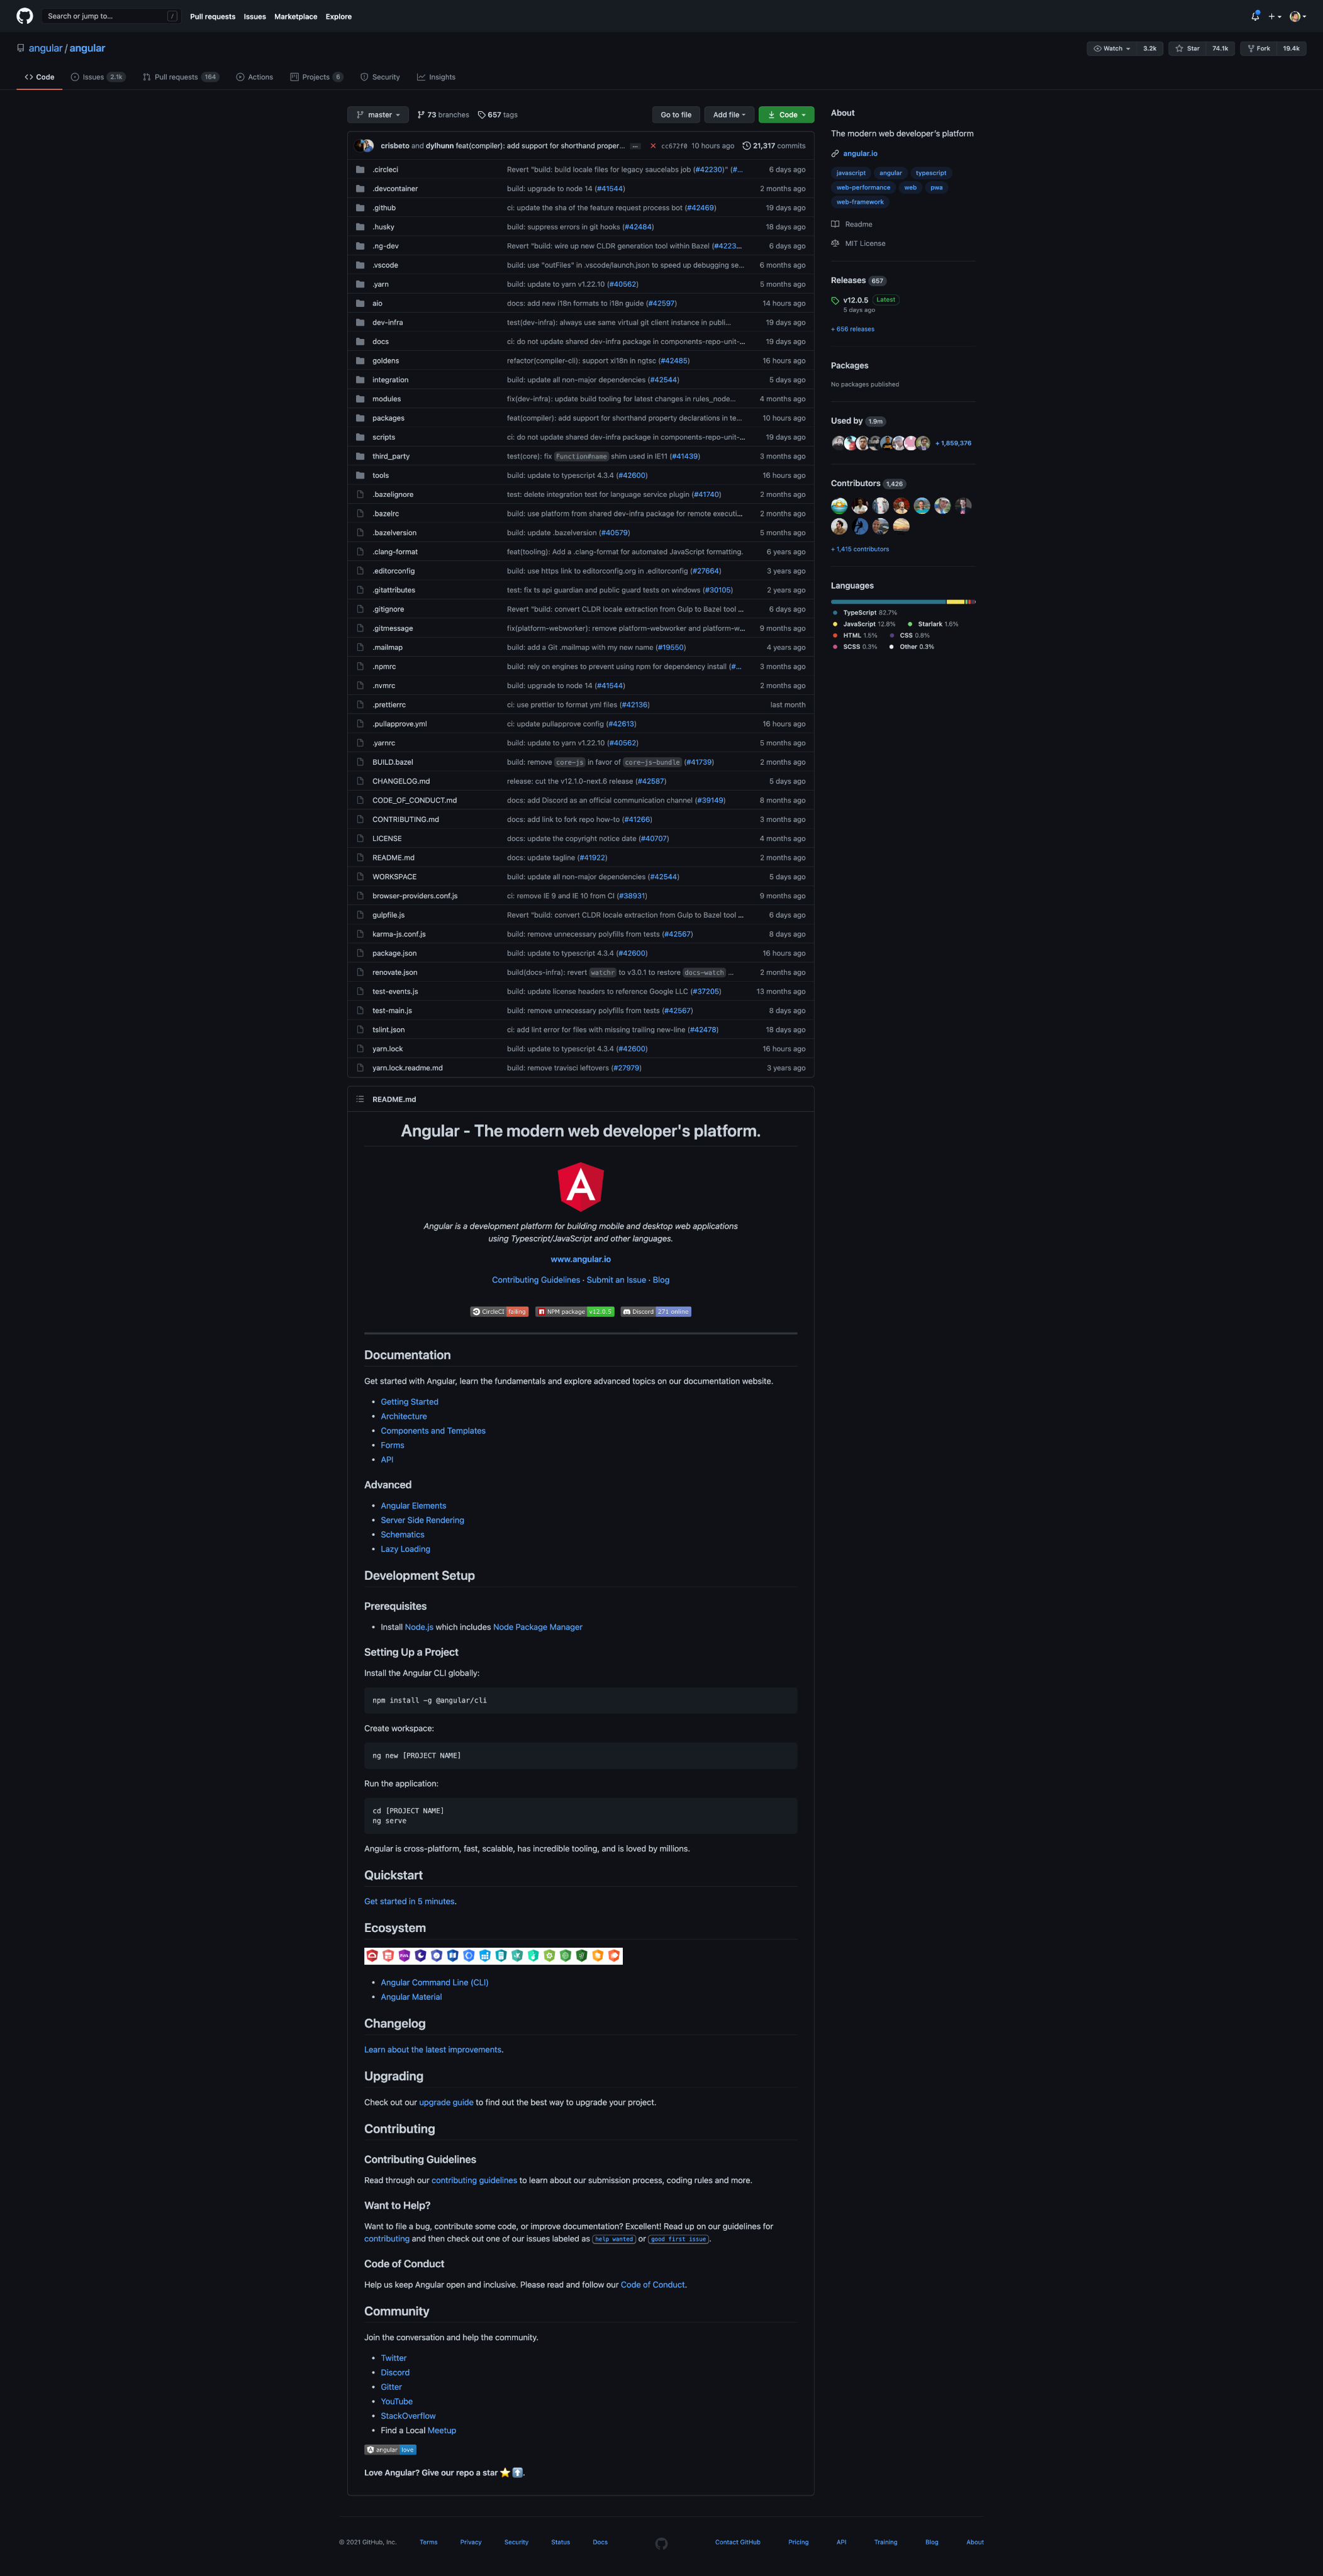 Search or jump to... /
Pull requests Issues Marketplace Explore
angular / angular
Watch 3.2k Star 74.1k Fork 19.4k
Code Issues 2.1k Pull requests 164 Actions Projects 6 Security Insights
master 73 branches 657 tags Go to file Add file Code
crisbeto and dylhunn feat(compiler): add support for shorthand proper... cc672f0 10 hours ago 21,317 commits
.circleci Revert "build: build locale files for legacy saucelabs job (#42230)" (#... 6 days ago
.devcontainer build: upgrade to node 14 (#41544) 2 months ago
.github ci: update the sha of the feature request process bot (#42469) 19 days ago
.husky build: suppress errors in git hooks (#42484) 18 days ago
.ng-dev Revert "build: wire up new CLDR generation tool within Bazel (#4223... 6 days ago
.vscode build: use "outFiles" in .vscode/launch.json to speed up debugging se... 6 months ago
.yarn build: update to yarn v1.22.10 (#40562) 5 months ago
aio docs: add new i18n formats to i18n guide (#42597) 14 hours ago
dev-infra test(dev-infra): always use same virtual git client instance in publi... 19 days ago
docs ci: do not update shared dev-infra package in components-repo-unit-... 19 days ago
goldens refactor(compiler-cli): support xi18n in ngtsc (#42485) 16 hours ago
integration build: update all non-major dependencies (#42544) 5 days ago
modules fix(dev-infra): update build tooling for latest changes in rules_node... 4 months ago
packages feat(compiler): add support for shorthand property declarations in te... 10 hours ago
scripts ci: do not update shared dev-infra package in components-repo-unit-... 19 days ago
third_party test(core): fix Function#name shim used in IE11 (#41439) 3 months ago
tools build: update to typescript 4.3.4 (#42600) 16 hours ago
.bazelignore test: delete integration test for language service plugin (#41740) 2 months ago
.bazelrc build: use platform from shared dev-infra package for remote executi... 2 months ago
.bazelversion build: update .bazelversion (#40579) 5 months ago
.clang-format feat(tooling): Add a .clang-format for automated JavaScript formatting. 6 years ago
.editorconfig build: use https link to editorconfig.org in .editorconfig (#27664) 3 years ago
.gitattributes test: fix ts api guardian and public guard tests on windows (#30105) 2 years ago
.gitignore Revert "build: convert CLDR locale extraction from Gulp to Bazel tool ... 6 days ago
.gitmessage fix(platform-webworker): remove platform-webworker and platform-w... 9 months ago
.mailmap build: add a Git .mailmap with my new name (#19550) 4 years ago
.npmrc build: rely on engines to prevent using npm for dependency install (#... 3 months ago
.nvmrc build: upgrade to node 14 (#41544) 2 months ago
.prettierrc ci: use prettier to format yml files (#42136) last month
.pullapprove.yml ci: update pullapprove config (#42613) 16 hours ago
.yarnrc build: update to yarn v1.22.10 (#40562) 5 months ago
BUILD.bazel build: remove core-js in favor of core-js-bundle (#41739) 2 months ago
CHANGELOG.md release: cut the v12.1.0-next.6 release (#42587) 5 days ago
CODE_OF_CONDUCT.md docs: add Discord as an official communication channel (#39149) 8 months ago
CONTRIBUTING.md docs: add link to fork repo how-to (#41266) 3 months ago
LICENSE docs: update the copyright notice date (#40707) 4 months ago
README.md docs: update tagline (#41922) 2 months ago
WORKSPACE build: update all non-major dependencies (#42544) 5 days ago
browser-providers.conf.js ci: remove IE 9 and IE 10 from CI (#38931) 9 months ago
gulpfile.js Revert "build: convert CLDR locale extraction from Gulp to Bazel tool ... 6 days ago
karma-js.conf.js build: remove unnecessary polyfills from tests (#42567) 8 days ago
package.json build: update to typescript 4.3.4 (#42600) 16 hours ago
renovate.json build(docs-infra): revert watchr to v3.0.1 to restore docs-watch ... 2 months ago
test-events.js build: update license headers to reference Google LLC (#37205) 13 months ago
test-main.js build: remove unnecessary polyfills from tests (#42567) 8 days ago
tslint.json ci: add lint error for files with missing trailing new-line (#42478) 18 days ago
yarn.lock build: update to typescript 4.3.4 (#42600) 16 hours ago
yarn.lock.readme.md build: remove travisci leftovers (#27979) 3 years ago
About
The modern web developer's platform
angular.io
javascript angular typescript
web-performance web pwa
web-framework
Readme
MIT License
Releases 657
v12.0.5 Latest
5 days ago
+ 656 releases
Packages
No packages published
Used by 1.9m
+ 1,859,376
Contributors 1,426
+ 1,415 contributors
Languages
TypeScript 82.7%
JavaScript 12.8% Starlark 1.6%
HTML 1.5% CSS 0.8%
SCSS 0.3% Other 0.3%
README.md
Angular - The modern web developer's platform.
A
Angular is a development platform for building mobile and desktop web applications
using Typescript/JavaScript and other languages.
www.angular.io
Contributing Guidelines · Submit an Issue · Blog
CircleCI failing NPM package v12.0.5 Discord 271 online
Documentation
Get started with Angular, learn the fundamentals and explore advanced topics on our documentation website.
• Getting Started
• Architecture
• Components and Templates
• Forms
• API
Advanced
• Angular Elements
• Server Side Rendering
• Schematics
• Lazy Loading
Development Setup
Prerequisites
• Install Node.js which includes Node Package Manager
Setting Up a Project
Install the Angular CLI globally:
npm install -g @angular/cli
Create workspace:
ng new [PROJECT NAME]
Run the application:
cd [PROJECT NAME]
ng serve
Angular is cross-platform, fast, scalable, has incredible tooling, and is loved by millions.
Quickstart
Get started in 5 minutes.
Ecosystem
• Angular Command Line (CLI)
• Angular Material
Changelog
Learn about the latest improvements.
Upgrading
Check out our upgrade guide to find out the best way to upgrade your project.
Contributing
Contributing Guidelines
Read through our contributing guidelines to learn about our submission process, coding rules and more.
Want to Help?
Want to file a bug, contribute some code, or improve documentation? Excellent! Read up on our guidelines for
contributing and then check out one of our issues labeled as help wanted or good first issue.
Code of Conduct
Help us keep Angular open and inclusive. Please read and follow our Code of Conduct.
Community
Join the conversation and help the community.
• Twitter
• Discord
• Gitter
• YouTube
• StackOverflow
• Find a Local Meetup
angular love
Love Angular? Give our repo a star ⭐ ⬆️.
© 2021 GitHub, Inc. Terms Privacy Security Status Docs Contact GitHub Pricing API Training Blog About